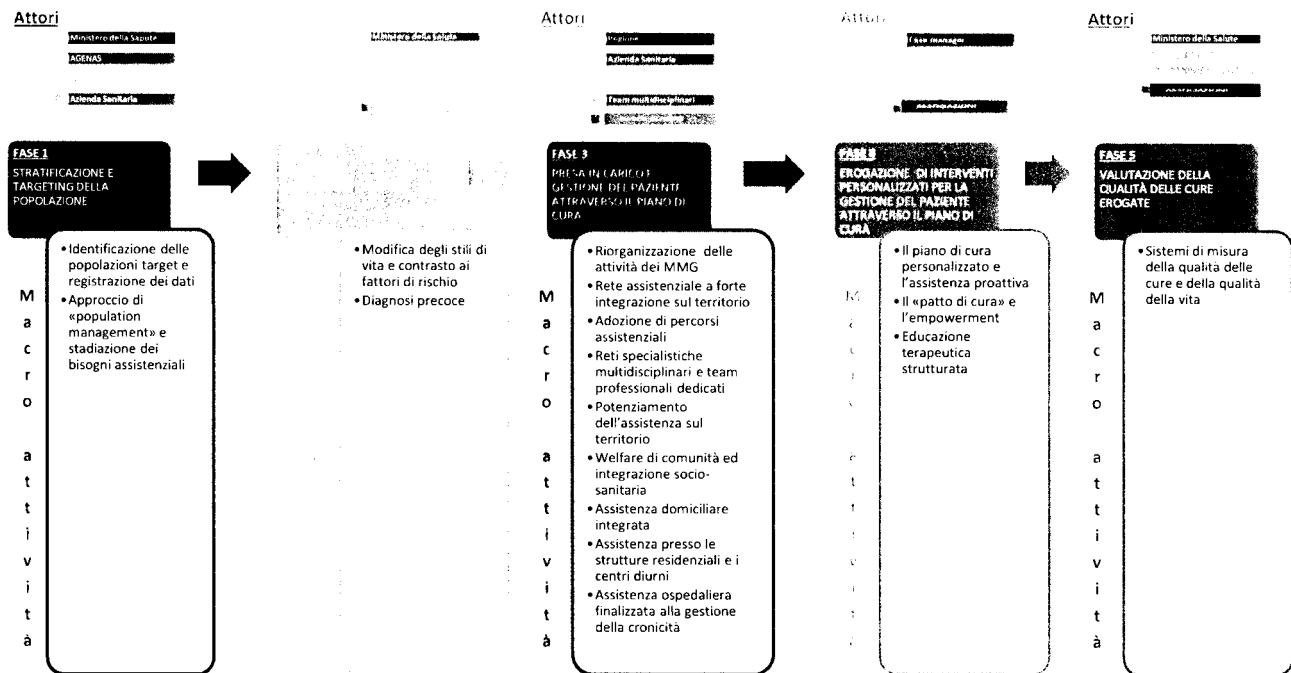 Attori
Ministero della Salute
AGENAS
Azienda Sanitaria
FASE 1
STRATIFICAZIONE E
TARGETING DELLA
POPOLAZIONE
• Identificazione delle
popolazioni target e
registrazione dei dati
• Approccio di
«population
management» e
stadiazione dei
bisogni assistenziali
Macro attività
Ministero della Salute
• Modifica degli stili di
vita e contrasto ai
fattori di rischio
• Diagnosi precoce
Attori
Regione
Azienda Sanitaria
Team multidisciplinari
FASE 3
PRESA IN CARICO E
GESTIONE DEL PAZIENTE
ATTRAVERSO IL PIANO DI
CURA
• Riorganizzazione delle
attività dei MMG
• Rete assistenziale a forte
integrazione sul territorio
• Adozione di percorsi
assistenziali
• Reti specialistiche
multidisciplinari e team
professionali dedicati
• Potenziamento
dell'assistenza sul
territorio
• Welfare di comunità ed
integrazione socio-
sanitaria
• Assistenza domiciliare
integrata
• Assistenza presso le
strutture residenziali e i
centri diurni
• Assistenza ospedaliera
finalizzata alla gestione
della cronicità
Macro attività
Attori
Case manager
EROGAZIONE DI INTERVENTI
PERSONALIZZATI PER LA
GESTIONE DEL PAZIENTE
ATTRAVERSO IL PIANO DI
CURA
• Il piano di cura
personalizzato e
l'assistenza proattiva
• Il «patto di cura» e
l'empowerment
• Educazione
terapeutica
strutturata
Attori
Ministero della Salute
FASE 5
VALUTAZIONE DELLA
QUALITÀ DELLE CURE
EROGATE
• Sistemi di misura
della qualità delle
cure e della qualità
della vita
Macro attività